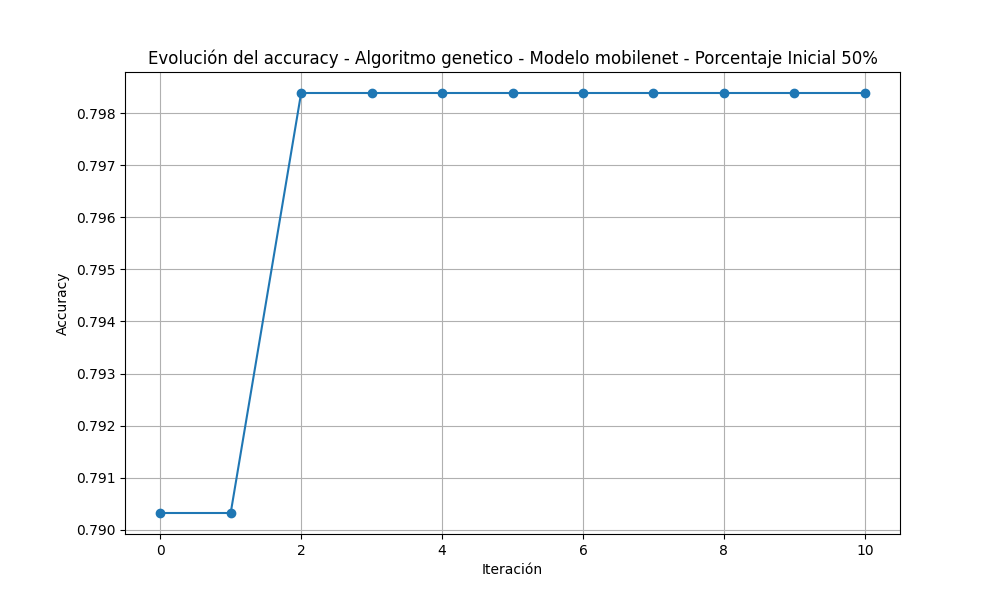 Evolución del accuracy - Algoritmo genetico - Modelo mobilenet - Porcentaje Inicial 50%
Accuracy
0.798
0.797
0.796
0.795
0.794
0.793
0.792
0.791
0.790
0 2 4 6 8 10
Iteración